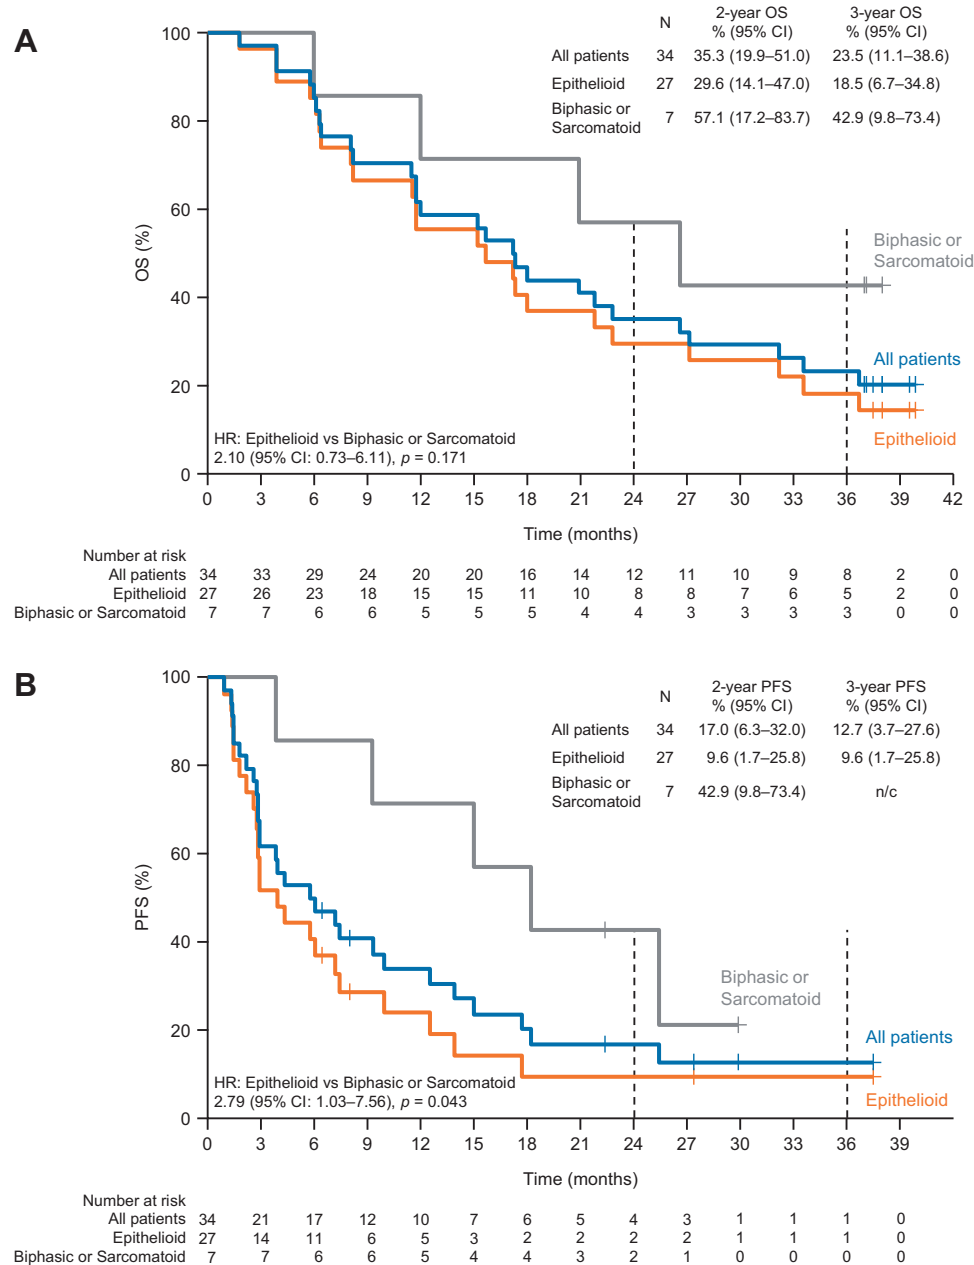 A
N
2-year OS
% (95% CI)
3-year OS
% (95% CI)
All patients 34 35.3 (19.9–51.0) 23.5 (11.1–38.6)
Epithelioid 27 29.6 (14.1–47.0) 18.5 (6.7–34.8)
Biphasic or
Sarcomatoid 7 57.1 (17.2–83.7) 42.9 (9.8–73.4)
100
80
60
40
20
0
OS (%)
Biphasic or
Sarcomatoid
All patients
Epithelioid
HR: Epithelioid vs Biphasic or Sarcomatoid
2.10 (95% CI: 0.73–6.11), p = 0.171
0 3 6 9 12 15 18 21 24 27 30 33 36 39 42
Time (months)
Number at risk
All patients 34 33 29 24 20 20 16 14 12 11 10 9 8 2 0
Epithelioid 27 26 23 18 15 15 11 10 8 8 7 6 5 2 0
Biphasic or Sarcomatoid 7 7 6 6 5 5 5 4 4 3 3 3 3 0 0
B
N
2-year PFS
% (95% CI)
3-year PFS
% (95% CI)
All patients 34 17.0 (6.3–32.0) 12.7 (3.7–27.6)
Epithelioid 27 9.6 (1.7–25.8) 9.6 (1.7–25.8)
Biphasic or
Sarcomatoid 7 42.9 (9.8–73.4) n/c
100
80
60
40
20
0
PFS (%)
Biphasic or
Sarcomatoid
All patients
Epithelioid
HR: Epithelioid vs Biphasic or Sarcomatoid
2.79 (95% CI: 1.03–7.56), p = 0.043
0 3 6 9 12 15 18 21 24 27 30 33 36 39
Time (months)
Number at risk
All patients 34 21 17 12 10 7 6 5 4 3 1 1 1 0
Epithelioid 27 14 11 6 5 3 2 2 2 2 1 1 1 0
Biphasic or Sarcomatoid 7 7 6 6 5 4 4 3 2 1 0 0 0 0